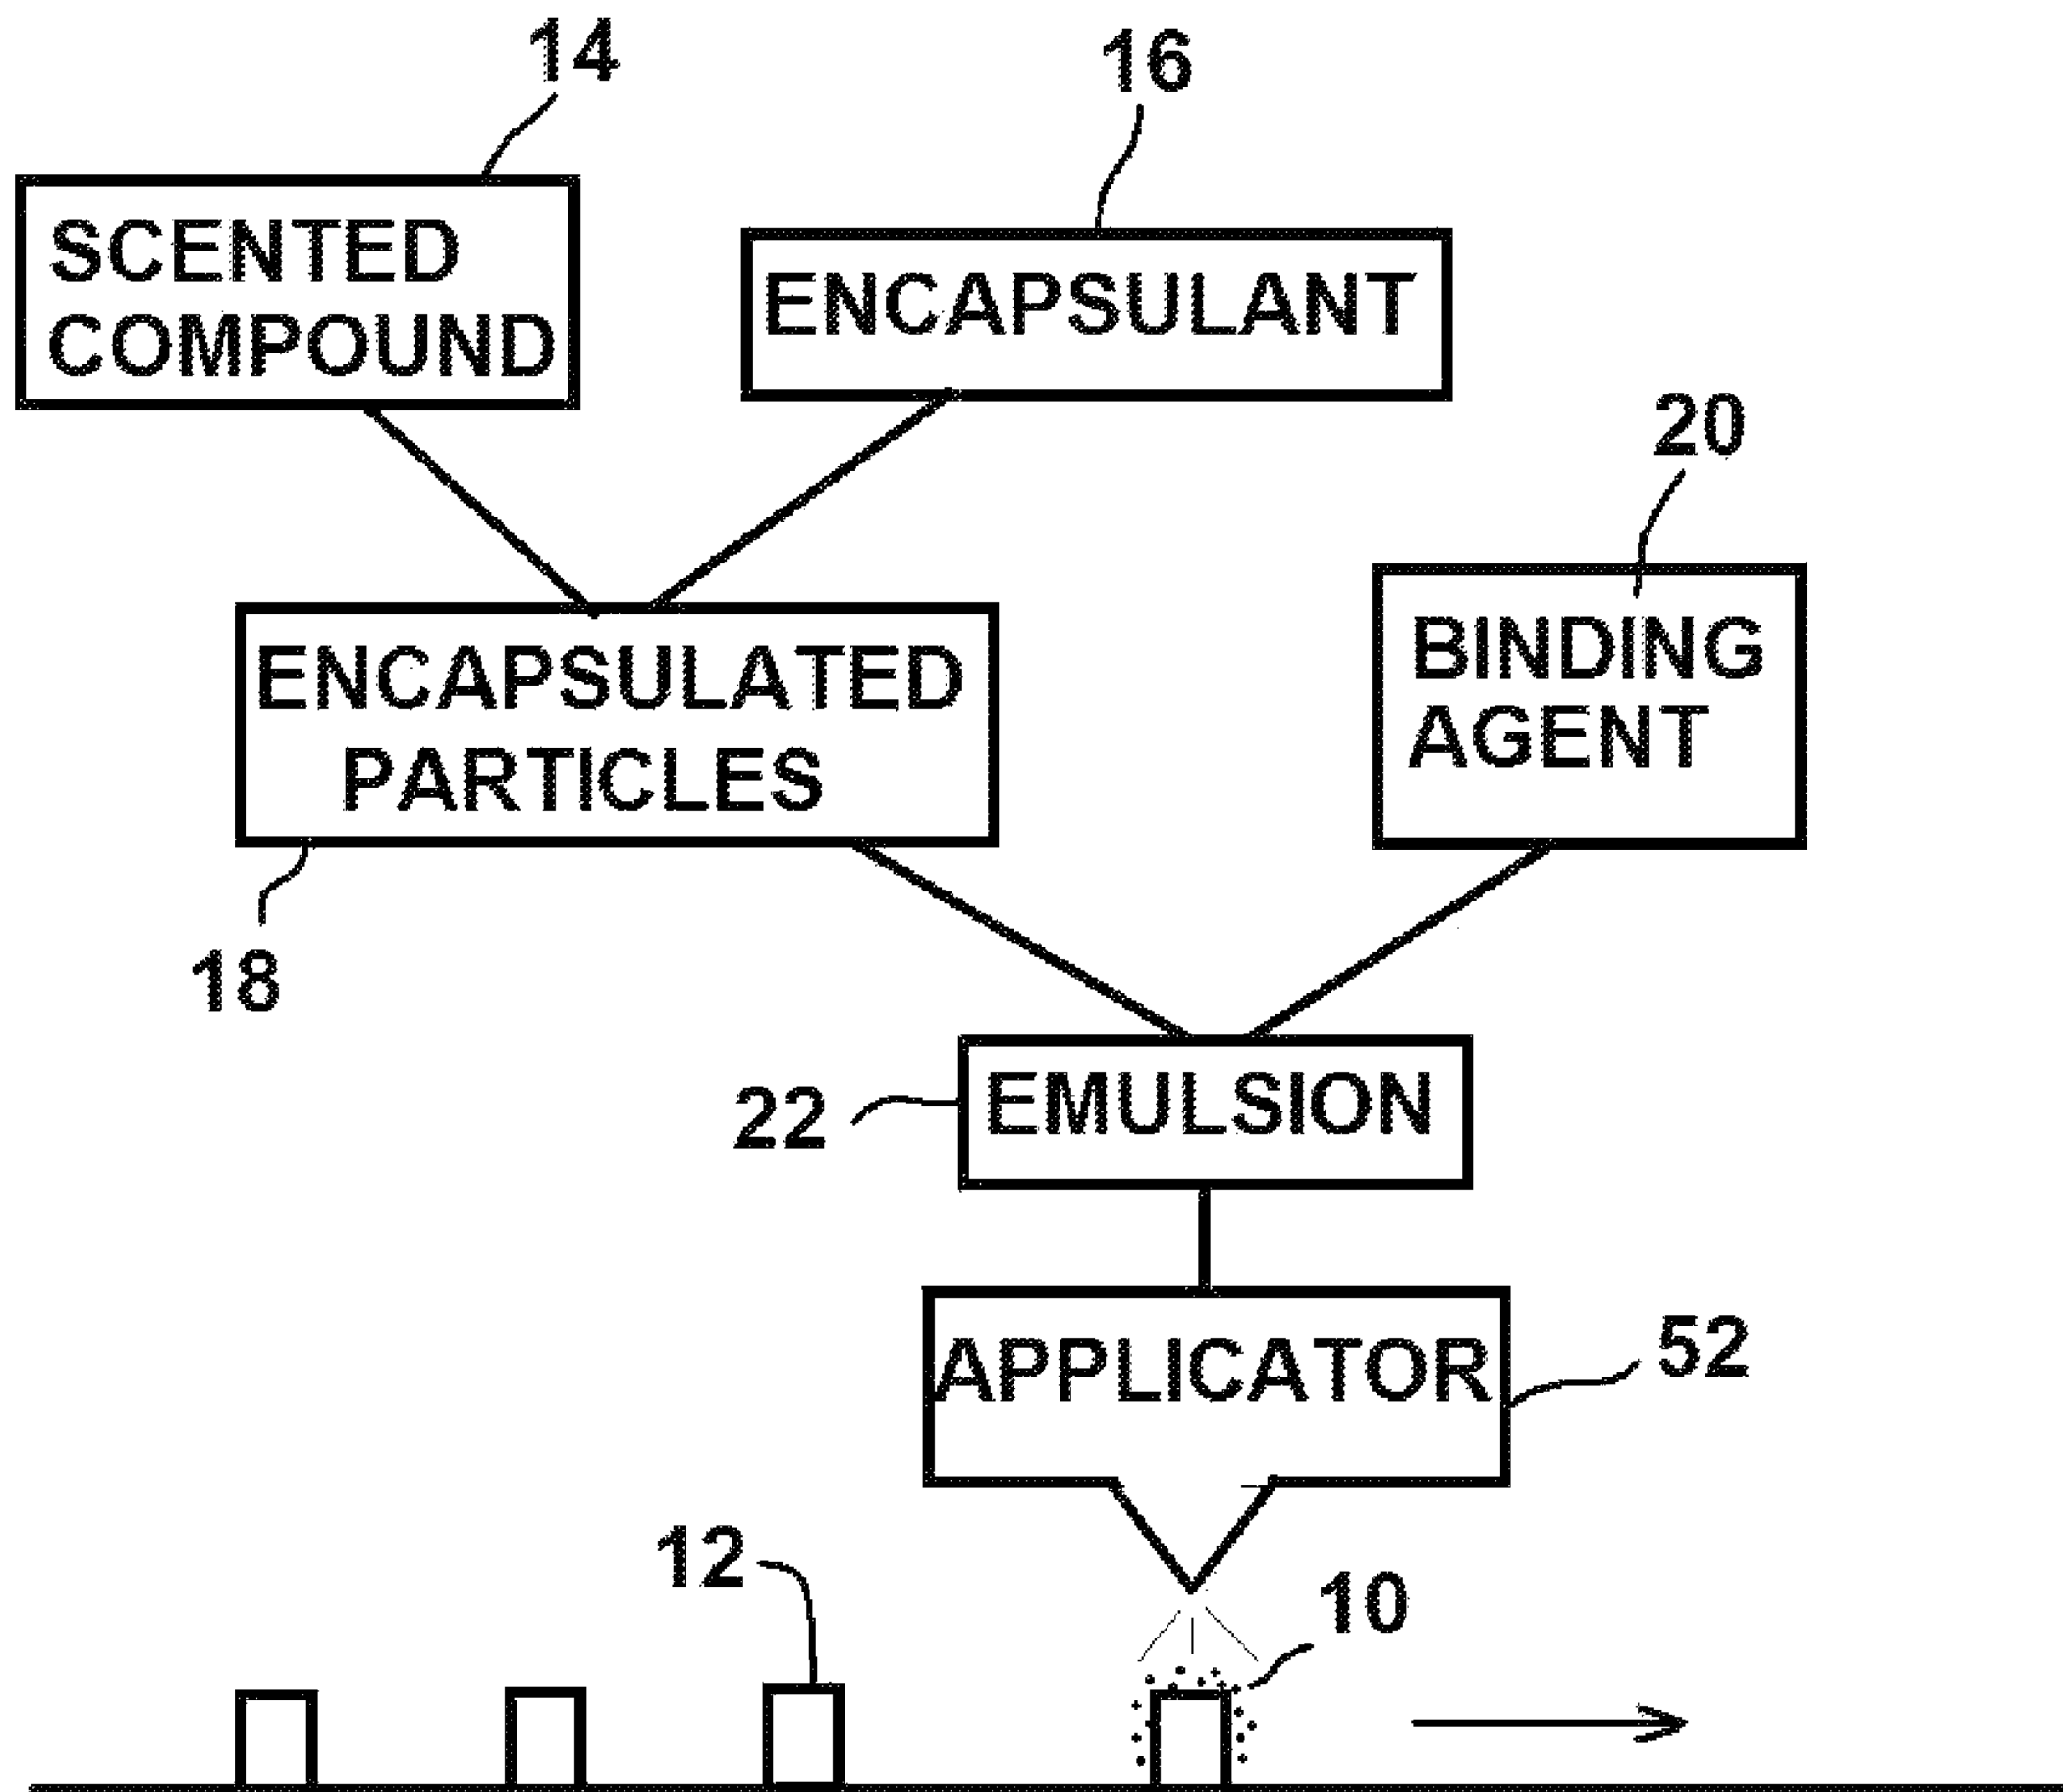 14
16
SCENTED
COMPOUND
ENCAPSULANT
20
ENCAPSULATED
PARTICLES
BINDING
AGENT
18
22
EMULSION
APPLICATOR
52
12
10